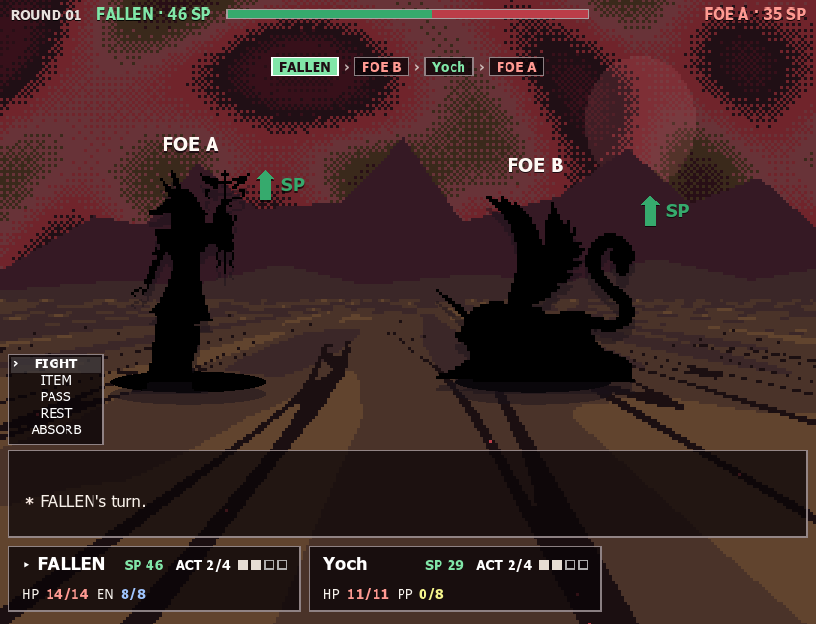 ROUND 01 FALLEN · 46 SP FOE A · 35 SP
FALLEN › FOE B › Yoch › FOE A
FOE A
FOE B
SP
SP
› FIGHT
ITEM
PASS
REST
ABSORB
* FALLEN's turn.
▸ FALLEN SP 46 ACT 2/4
HP 14/14 EN 8/8
Yoch SP 29 ACT 2/4
HP 11/11 PP 0/8